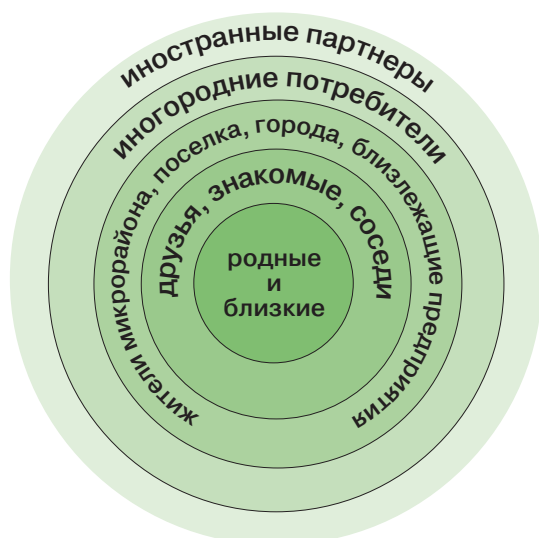 иностранные партнеры
иногородние потребители
жители микрорайона, поселка, города, близлежащие предприятия
друзья, знакомые, соседи
родные
и
близкие